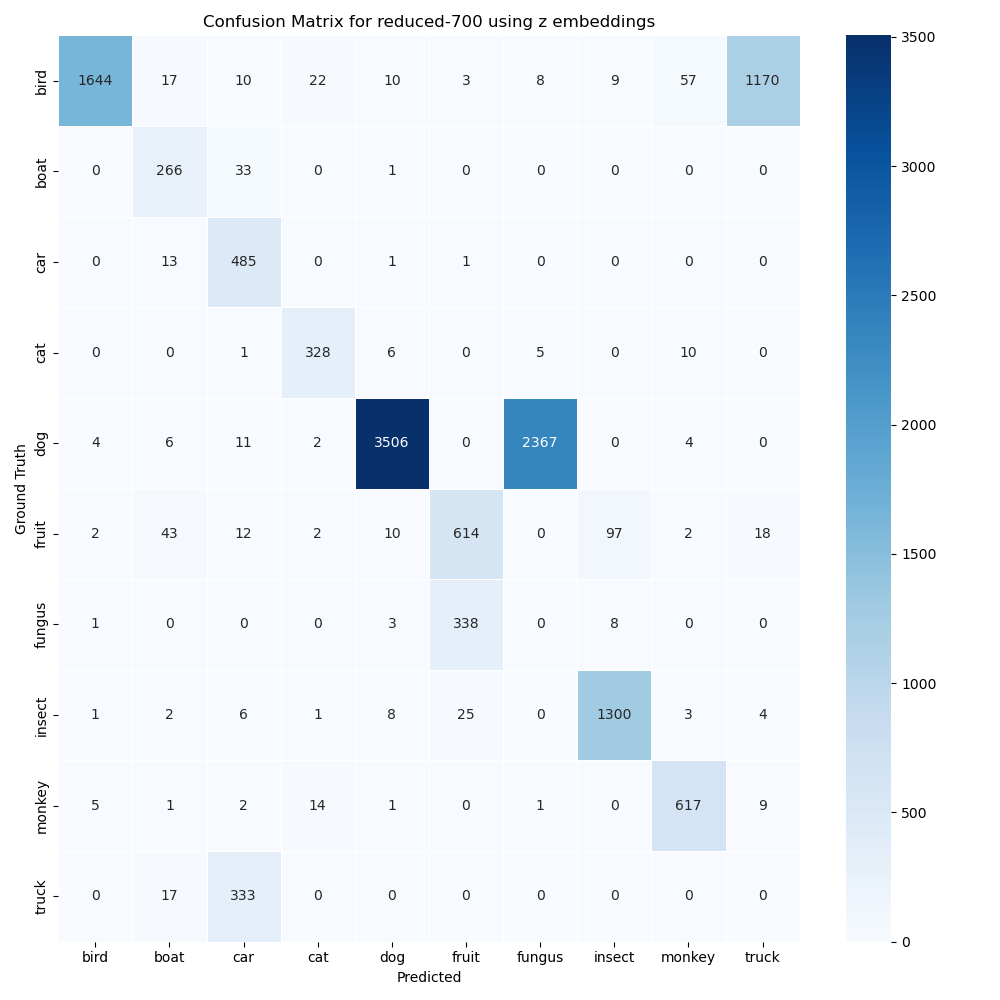 Confusion Matrix for reduced-700 using z embeddings
bird 1644 17 10 22 10 3 8 9 57 1170
boat 0 266 33 0 1 0 0 0 0 0
car 0 13 485 0 1 1 0 0 0 0
cat 0 0 1 328 6 0 5 0 10 0
dog 4 6 11 2 3506 0 2367 0 4 0
fruit 2 43 12 2 10 614 0 97 2 18
fungus 1 0 0 0 3 338 0 8 0 0
insect 1 2 6 1 8 25 0 1300 3 4
monkey 5 1 2 14 1 0 1 0 617 9
truck 0 17 333 0 0 0 0 0 0 0
bird boat car cat dog fruit fungus insect monkey truck
Predicted
Ground Truth
3500
3000
2500
2000
1500
1000
500
0